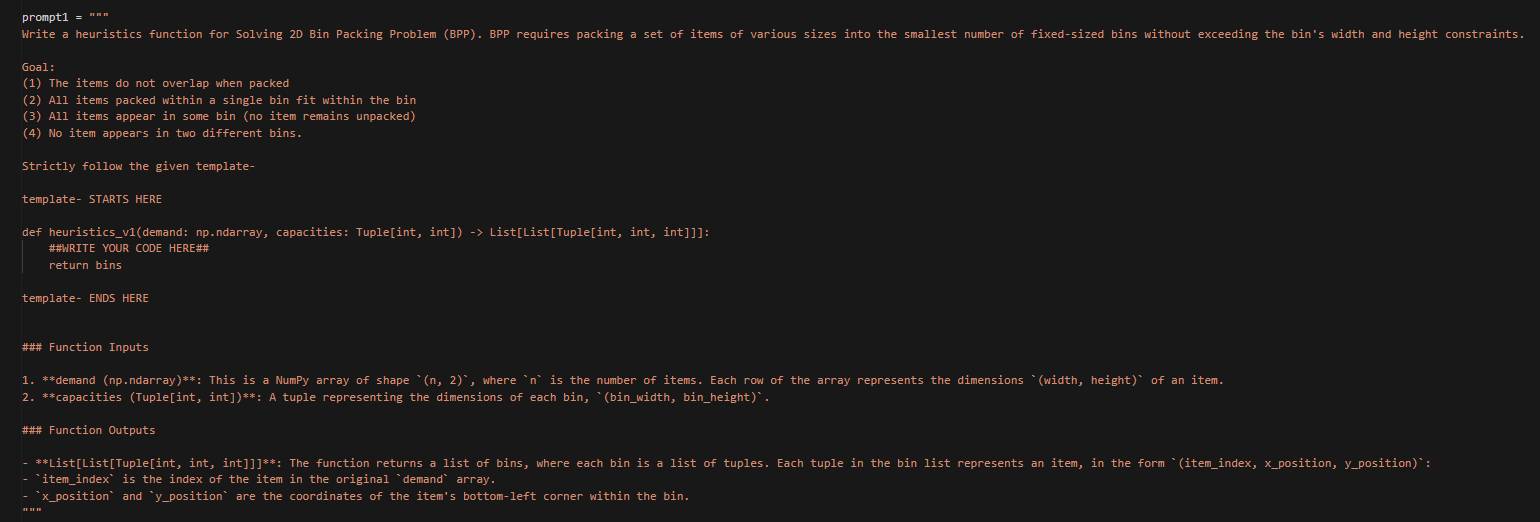 prompt1 = """
Write a heuristics function for Solving 2D Bin Packing Problem (BPP). BPP requires packing a set of items of various sizes into the smallest number of fixed-sized bins without exceeding the bin's width and height constraints.
Goal:
(1) The items do not overlap when packed
(2) All items packed within a single bin fit within the bin
(3) All items appear in some bin (no item remains unpacked)
(4) No item appears in two different bins.
Strictly follow the given template-
template- STARTS HERE
def heuristics_v1(demand: np.ndarray, capacities: Tuple[int, int]) -> List[List[Tuple[int, int, int]]]:
    ##WRITE YOUR CODE HERE##
    return bins
template- ENDS HERE
### Function Inputs
1. **demand (np.ndarray)**: This is a NumPy array of shape `(n, 2)`, where `n` is the number of items. Each row of the array represents the dimensions `(width, height)` of an item.
2. **capacities (Tuple[int, int])**: A tuple representing the dimensions of each bin, `(bin_width, bin_height)`.
### Function Outputs
- **List[List[Tuple[int, int, int]]]**: The function returns a list of bins, where each bin is a list of tuples. Each tuple in the bin list represents an item, in the form `(item_index, x_position, y_position)`:
- `item_index` is the index of the item in the original `demand` array.
- `x_position` and `y_position` are the coordinates of the item's bottom-left corner within the bin.
"""